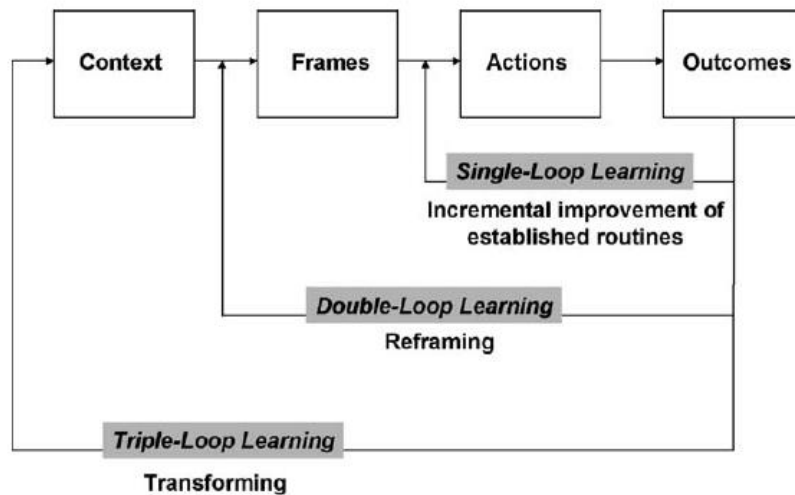 Context
Frames
Actions
Outcomes
Single-Loop Learning
Incremental improvement of
established routines
Double-Loop Learning
Reframing
Triple-Loop Learning
Transforming